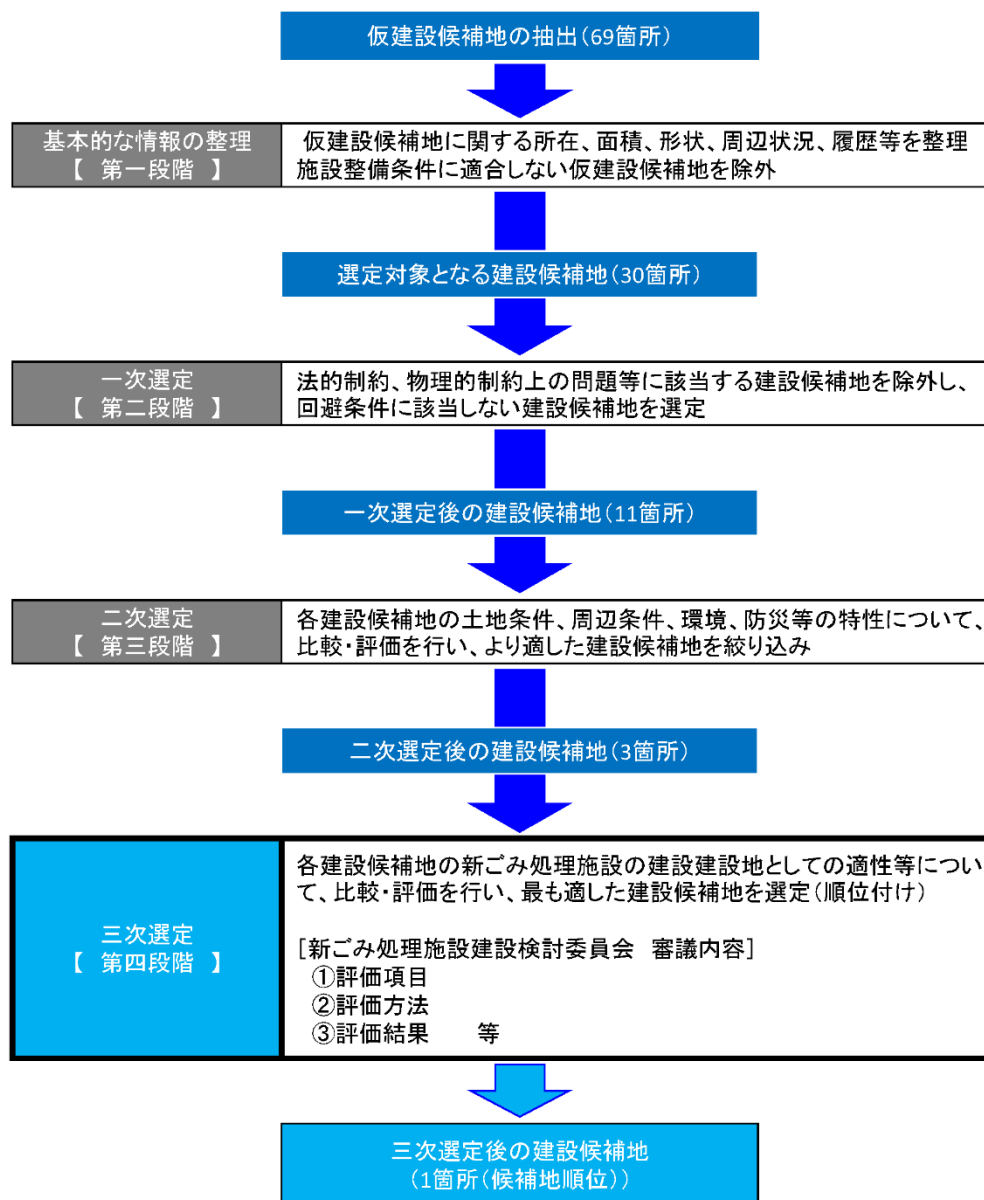 仮建設候補地の抽出(69箇所)
基本的な情報の整理
【 第一段階 】
仮建設候補地に関する所在、面積、形状、周辺状況、履歴等を整理
施設整備条件に適合しない仮建設候補地を除外
選定対象となる建設候補地(30箇所)
一次選定
【 第二段階 】
法的制約、物理的制約上の問題等に該当する建設候補地を除外し、
回避条件に該当しない建設候補地を選定
一次選定後の建設候補地(11箇所)
二次選定
【 第三段階 】
各建設候補地の土地条件、周辺条件、環境、防災等の特性について、
比較・評価を行い、より適した建設候補地を絞り込み
二次選定後の建設候補地(3箇所)
三次選定
【 第四段階 】
各建設候補地の新ごみ処理施設の建設建設地としての適性等につい
て、比較・評価を行い、最も適した建設候補地を選定(順位付け)
[新ごみ処理施設建設検討委員会 審議内容]
①評価項目
②評価方法
③評価結果 等
三次選定後の建設候補地
(1箇所(候補地順位))